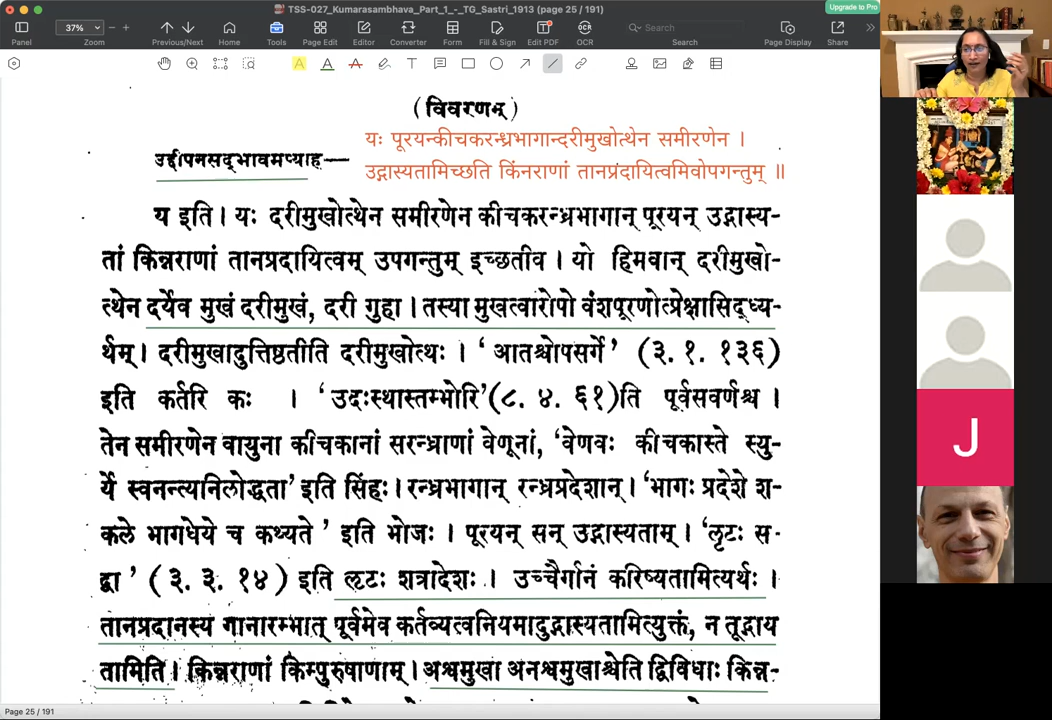 TSS-027_Kumarasambhava_Part_1_-_TG_Sastri_1913 (page 25 / 191)
Upgrade to Pro
37%
Search
Panel Zoom Previous/Next Home Tools Page Edit Editor Converter Form Fill & Sign Edit PDF OCR Search Page Display Share
(विवरणम्)
यः पूरयन्कीचकरन्ध्रभागान्दरीमुखोत्थेन समीरणेन ।
उद्दीपनसद्भावमप्याह—
उद्गास्यतामिच्छति किंनराणां तानप्रदायित्वमिवोपगन्तुम् ॥
य इति । यः दरीमुखोत्थेन समीरणेन कीचकरन्ध्रभागान् पूरयन् उद्गास्य-
तां किन्नराणां तानप्रदायित्वम् उपगन्तुम् इच्छतीव । यो हिमवान् दरीमुखो-
त्थेन दर्येव मुखं दरीमुखं, दरी गुहा । तस्या मुखत्वारोपो वंशपूरणोत्प्रेक्षासिद्ध्य-
र्थम् । दरीमुखादुत्तिष्ठतीति दरीमुखोत्थः । 'आतश्चोपसर्गे' (३. १. १३६)
इति कर्तरि कः । 'उदःस्थास्तम्भोरि'(८. ४. ६१)ति पूर्वसवर्णश्च ।
तेन समीरणेन वायुना कीचकानां सरन्ध्राणां वेणूनां, 'वेणवः कीचकास्ते स्यु-
र्ये स्वनन्त्यनिलोद्धता' इति सिंहः । रन्ध्रभागान् रन्ध्रप्रदेशान् । 'भागः प्रदेशे श-
कले भागधेये च कथ्यते' इति भोजः । पूरयन् सन् उद्गास्यताम् । 'लृटः स-
द्वा' (३. ३. १४) इति लृटः शत्रादेशः । उच्चैर्गानं करिष्यतामित्यर्थः ।
तानप्रदानस्य गानारम्भात् पूर्वमेव कर्तव्यत्वनियमादुद्गास्यतामित्युक्तं, न तूद्गाय
तामिति । किन्नराणां किम्पुरुषाणाम् । अश्वमुखा अनश्वमुखाश्चेति द्विविधाः किन्न-
J
Page 25 / 191